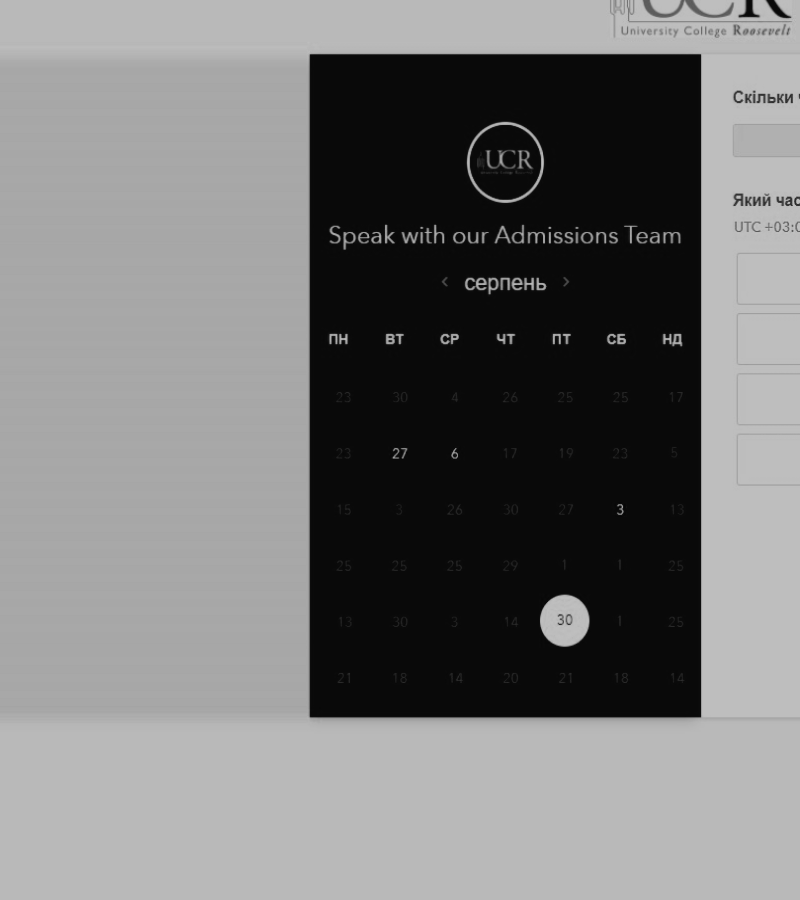 UCR
University College Roosevelt
Скільки
UCR
Speak with our Admissions Team
< серпень >
ПН ВТ СР ЧТ ПТ СБ НД
23 30 4 26 25 25 17
23 27 6 17 19 23 5
15 3 26 30 27 3 13
25 25 25 29 1 1 25
13 30 3 14 30 1 25
21 18 14 20 21 18 14
Який час
UTC +03:0